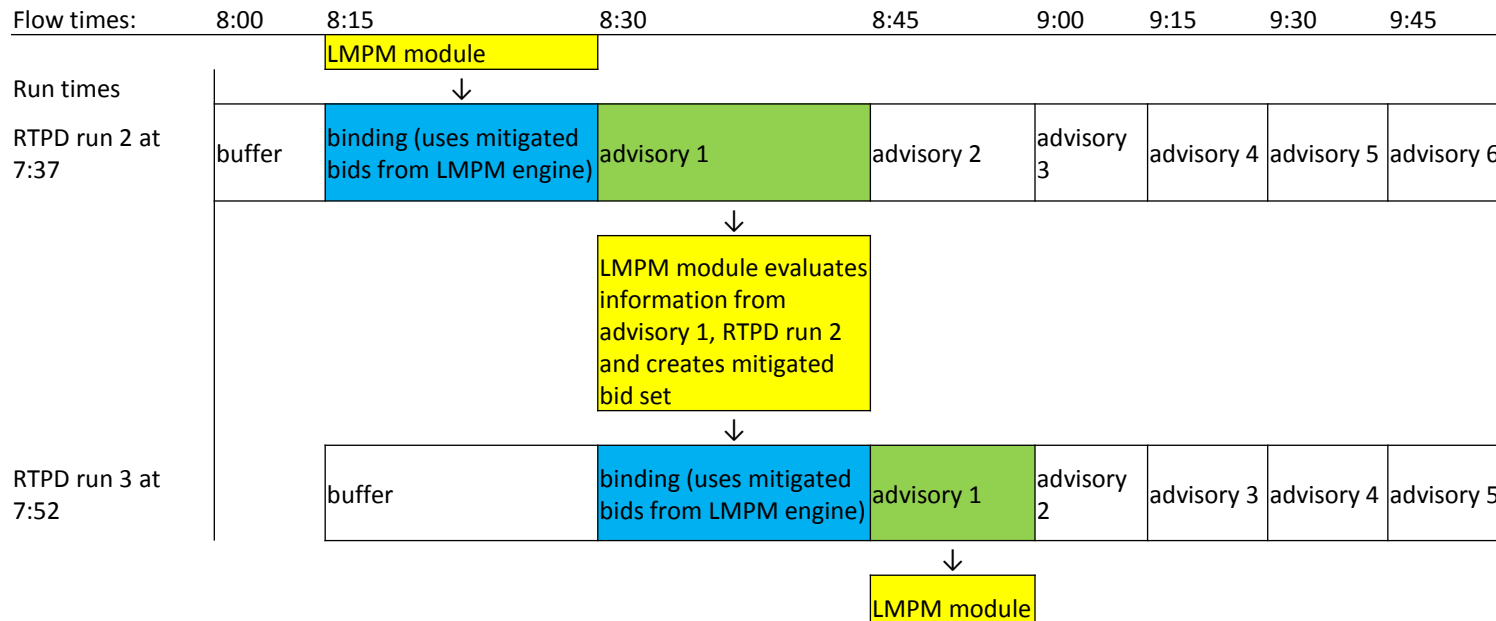 Flow times: 8:00 8:15 8:30 8:45 9:00 9:15 9:30 9:45
LMPM module
↓
Run times
RTPD run 2 at
7:37
buffer
binding (uses mitigated
bids from LMPM engine)
advisory 1
advisory 2
advisory
3
advisory 4
advisory 5
advisory 6
↓
LMPM module evaluates
information from
advisory 1, RTPD run 2
and creates mitigated
bid set
↓
RTPD run 3 at
7:52
buffer
binding (uses mitigated
bids from LMPM engine)
advisory 1
advisory
2
advisory 3
advisory 4
advisory 5
↓
LMPM module